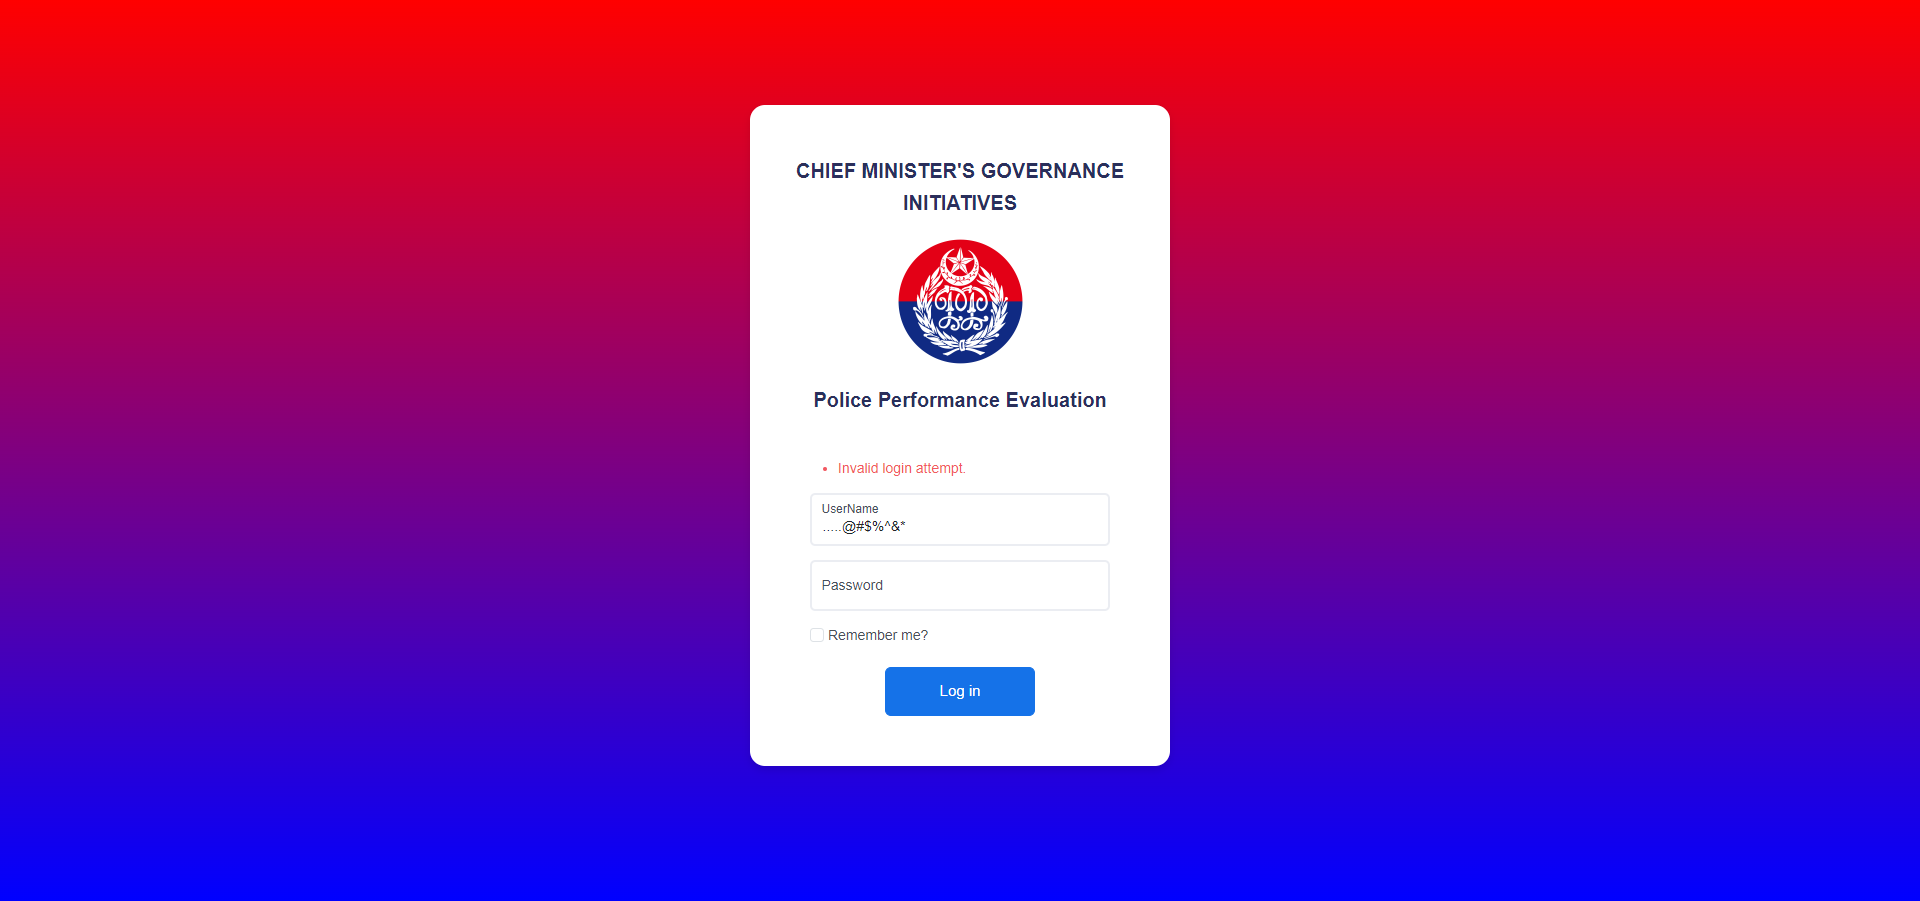 CHIEF MINISTER'S GOVERNANCE
INITIATIVES
Police Performance Evaluation
Invalid login attempt.
UserName
.....@#$%^&*
Password
Remember me?
Log in